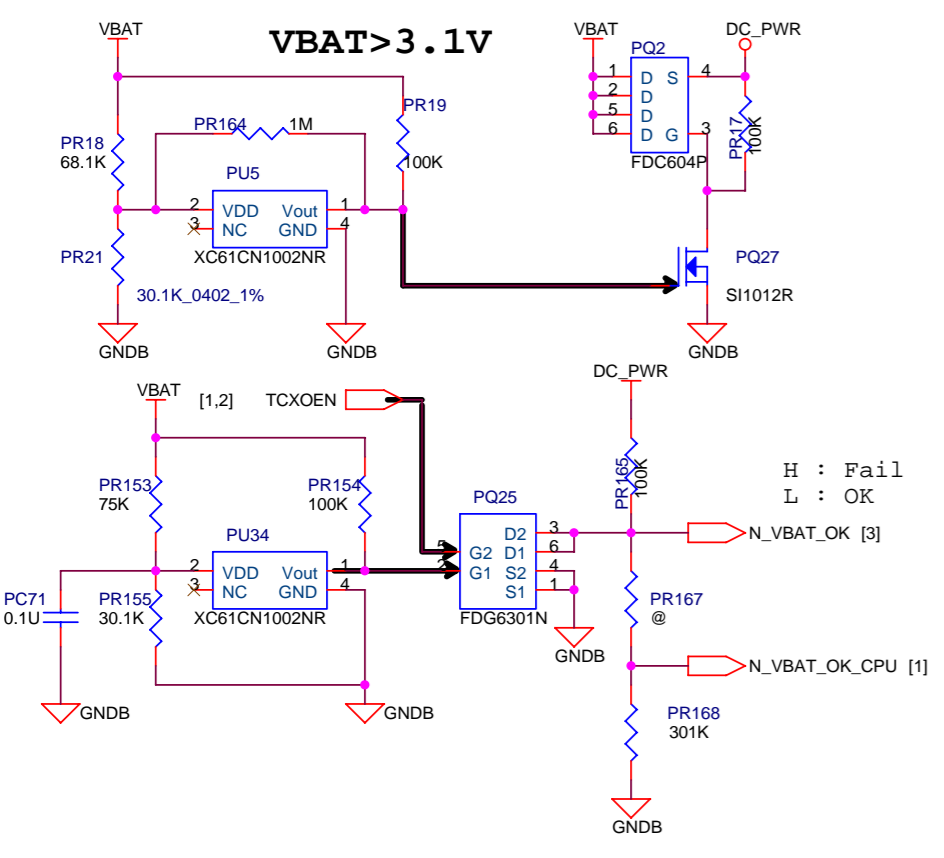 VBAT
VBAT>3.1V
VBAT
DC_PWR
PQ2
1 D S 4
2 D
5 D
6 D G 3
FDC604P
PR17
100K
PR19
100K
PR164 1M
PR18
68.1K
PU5
2 VDD Vout 1
3 NC GND 4
XC61CN1002NR
PR21
30.1K_0402_1%
PQ27
SI1012R
GNDB
GNDB
GNDB
VBAT
[1,2] TCXOEN
DC_PWR
PR165
100K
H : Fail
L : OK
PR153
75K
PR154
100K
PQ25
D2 3
5 G2 D1 6
G1 S2 4
S1 1
FDG6301N
N_VBAT_OK [3]
PU34
2 VDD Vout 1
3 NC GND 4
XC61CN1002NR
PC71
0.1U
PR155
30.1K
PR167
@
GNDB
N_VBAT_OK_CPU [1]
GNDB
GNDB
PR168
301K
GNDB